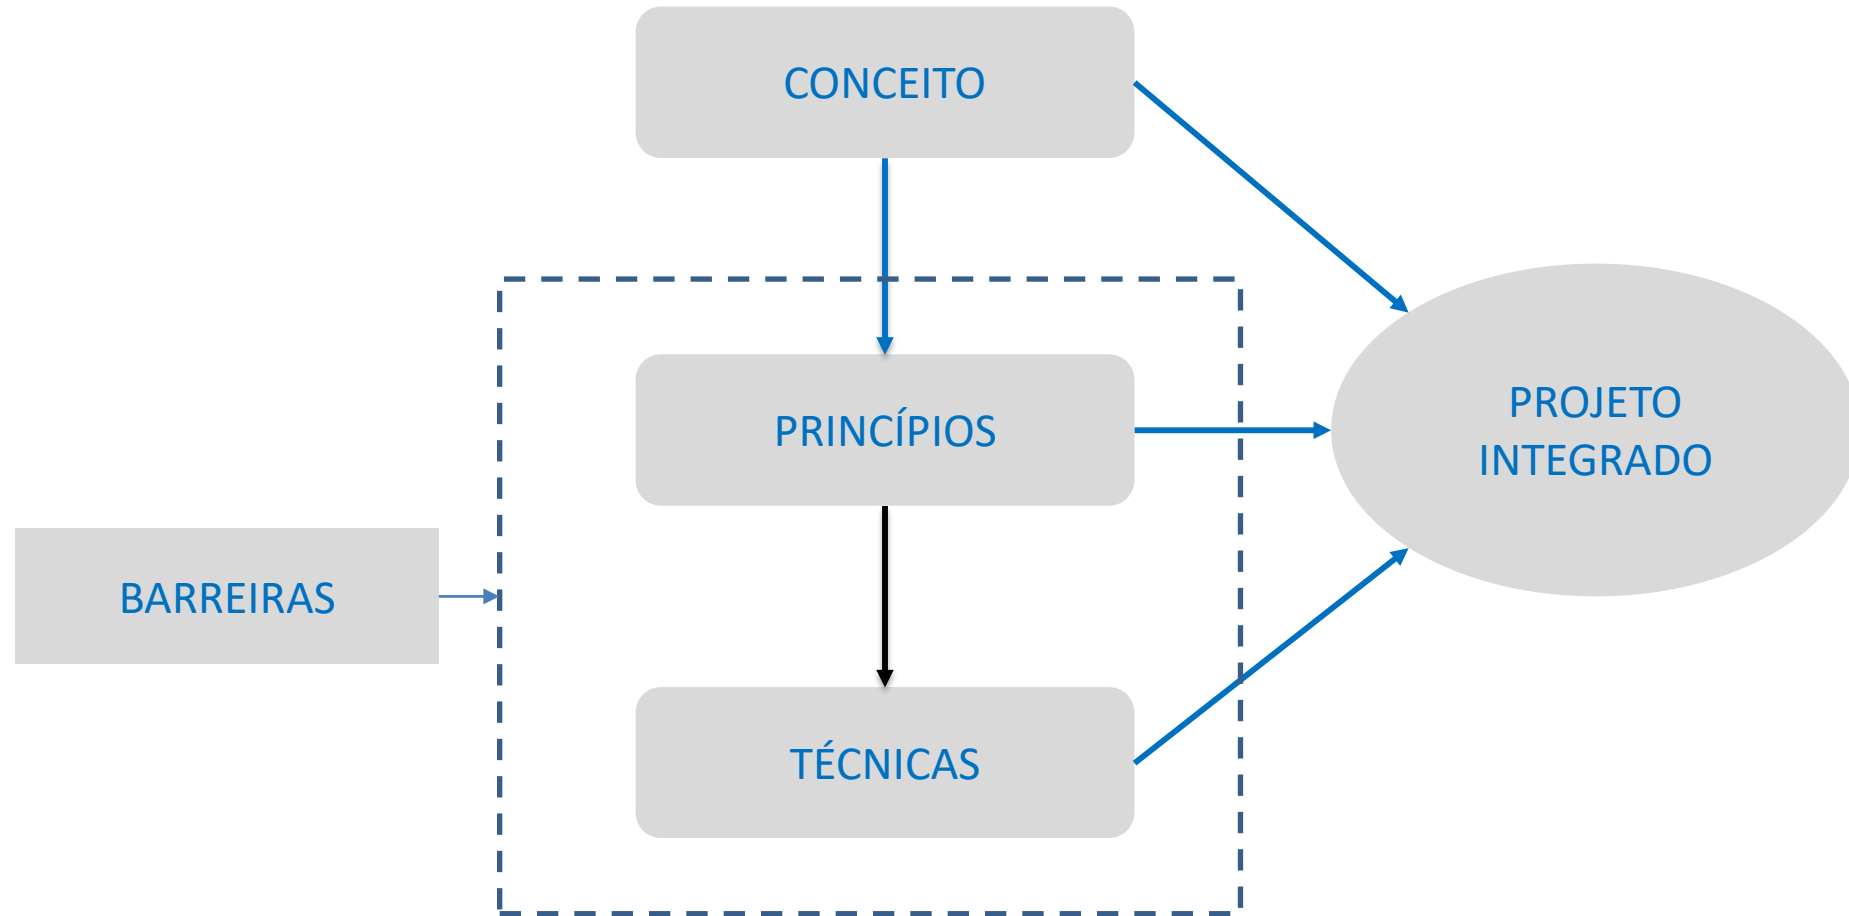 CONCEITO
PRINCÍPIOS
PROJETO
INTEGRADO
BARREIRAS
TÉCNICAS